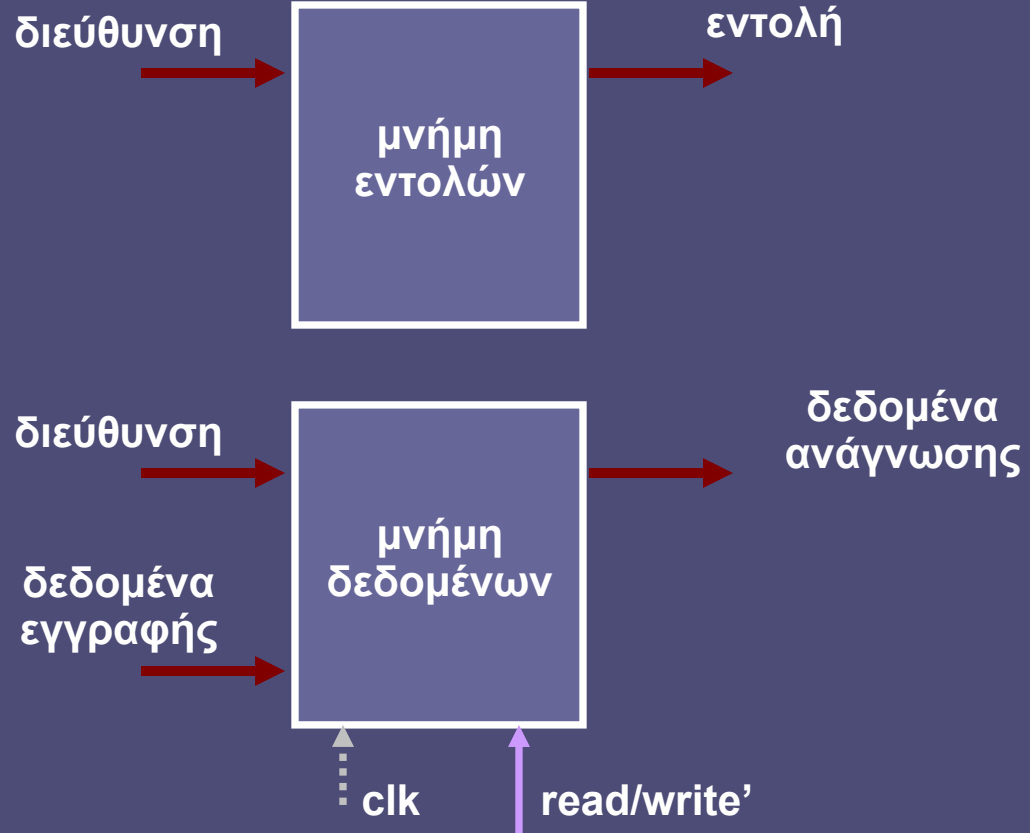 διεύθυνση
εντολή
μνήμη
εντολών
διεύθυνση
δεδομένα
ανάγνωσης
μνήμη
δεδομένων
δεδομένα
εγγραφής
clk
read/write’